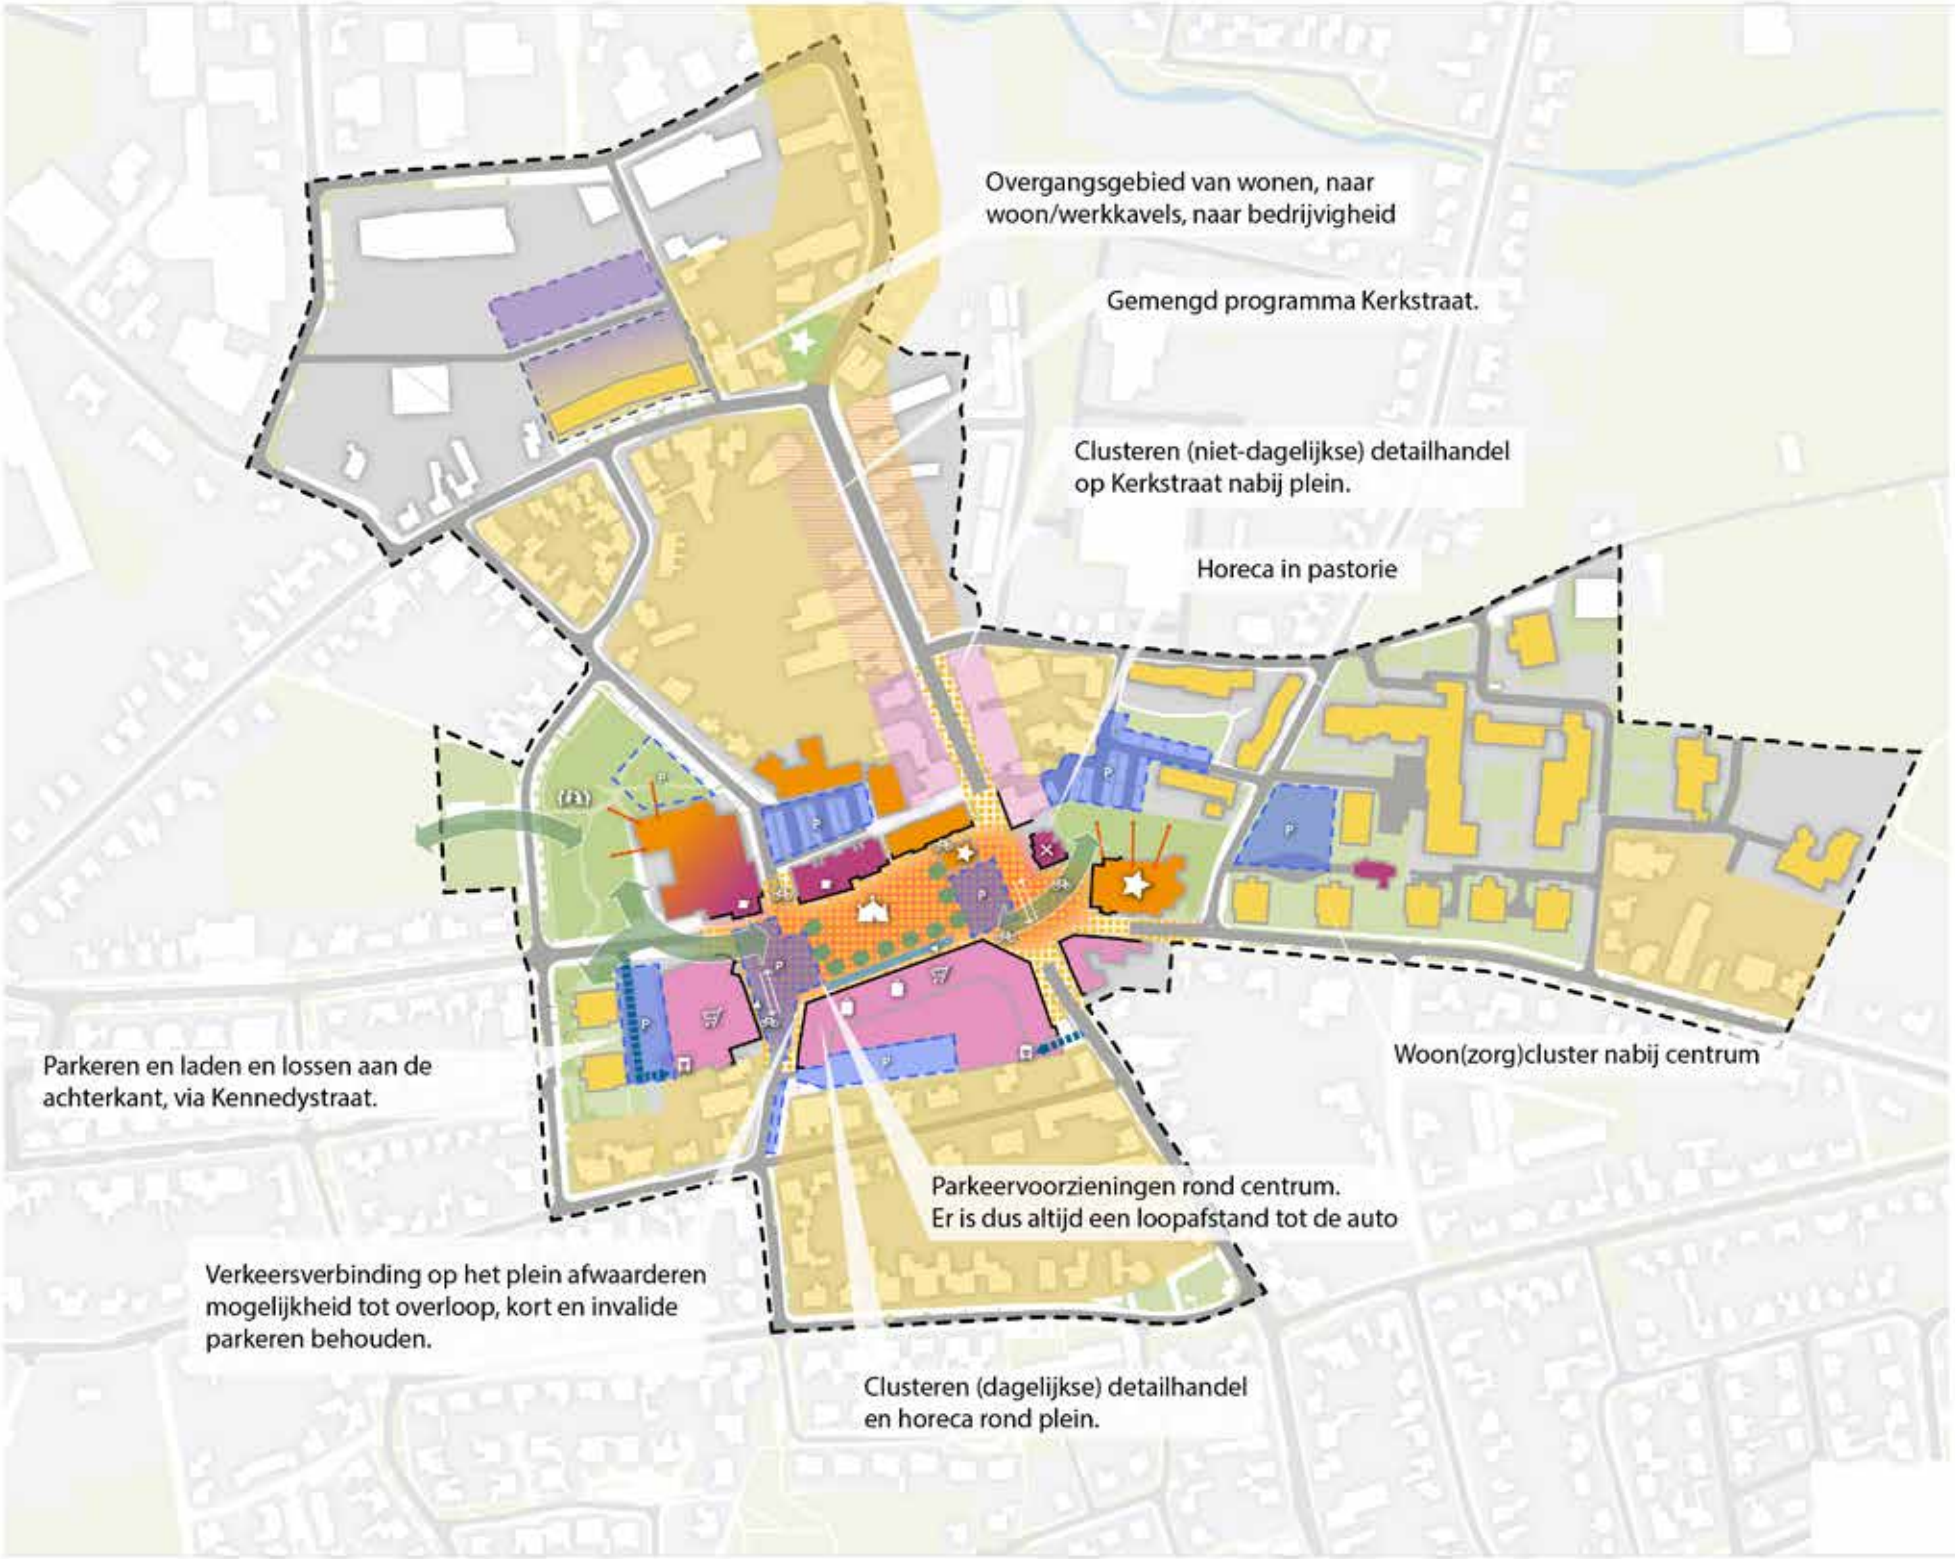 Overgangsgebied van wonen, naar
woon/werkkavels, naar bedrijvigheid
Gemengd programma Kerkstraat.
Clusteren (niet-dagelijkse) detailhandel
op Kerkstraat nabij plein.
Horeca in pastorie
P
P
P
P
P
P
P
P
Woon(zorg)cluster nabij centrum
Parkeren en laden en lossen aan de
achterkant, via Kennedystraat.
Parkeervoorzieningen rond centrum.
Er is dus altijd een loopafstand tot de auto
Verkeersverbinding op het plein afwaarderen
mogelijkheid tot overloop, kort en invalide
parkeren behouden.
Clusteren (dagelijkse) detailhandel
en horeca rond plein.